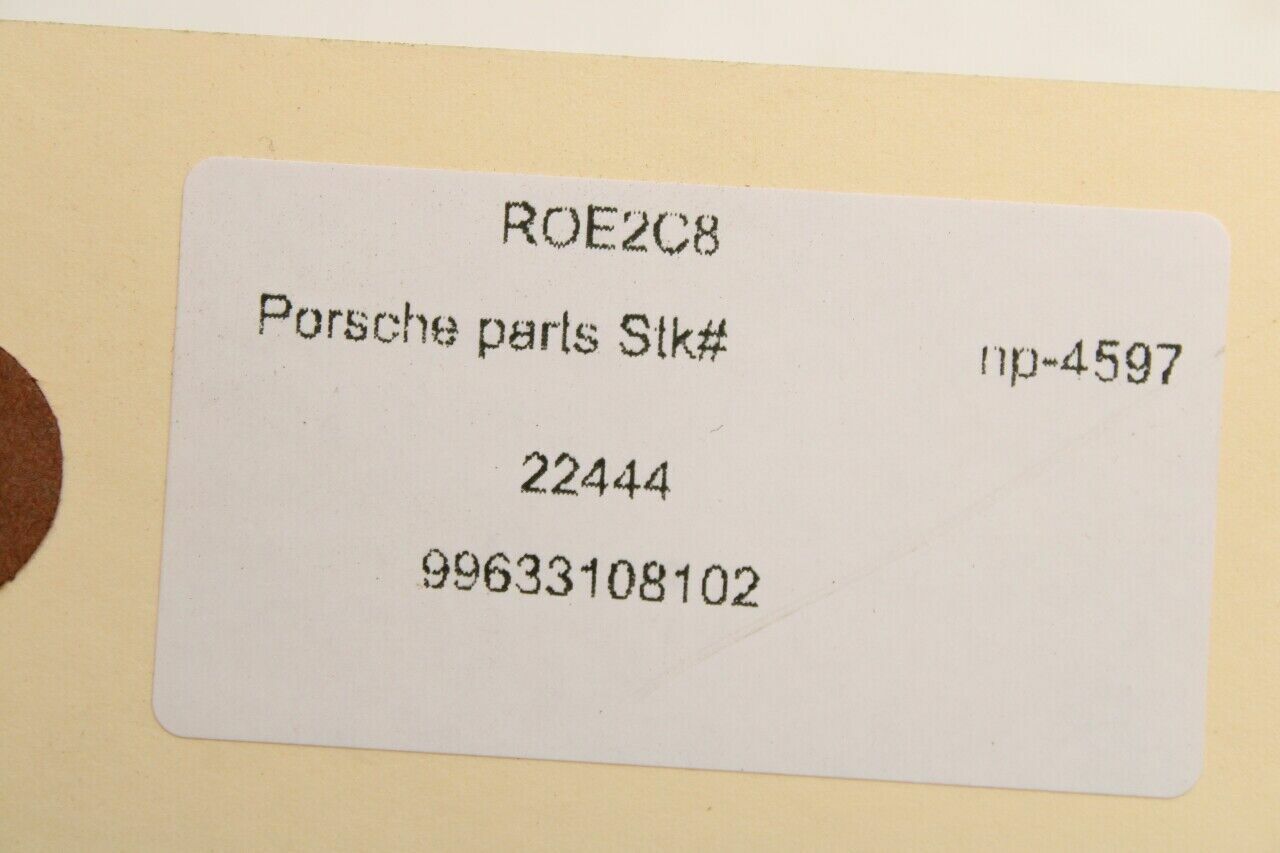 ROE2C8
Porsche parts Stk# np-4597
22444
99633108102